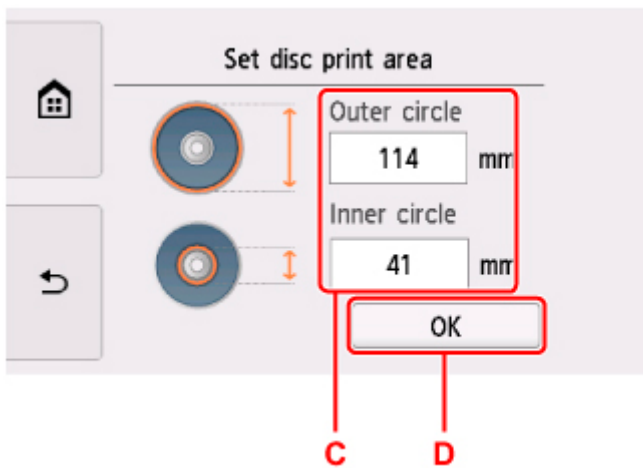 Set disc print area
Outer circle
114 mm
Inner circle
41 mm
OK
C D